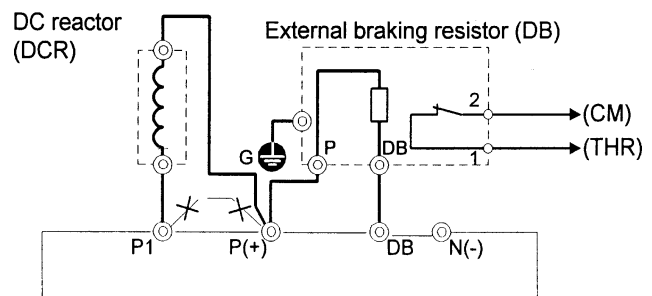 DC reactor
(DCR)
External braking resistor (DB)
2
(CM)
G
P
DB
1
(THR)
P1
P(+)
DB
N(-)